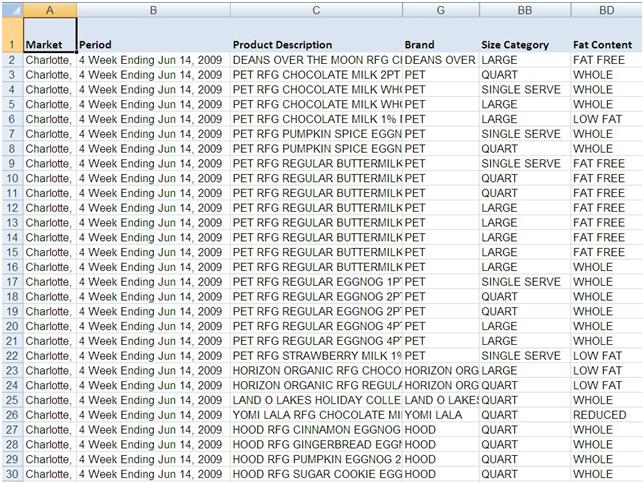 A B C G BB BD
1 Market Period Product Description Brand Size Category Fat Content
2 Charlotte, 4 Week Ending Jun 14, 2009 DEANS OVER THE MOON RFG CI DEANS OVER LARGE FAT FREE
3 Charlotte, 4 Week Ending Jun 14, 2009 PET RFG CHOCOLATE MILK 2PT PET QUART WHOLE
4 Charlotte, 4 Week Ending Jun 14, 2009 PET RFG CHOCOLATE MILK WH PET SINGLE SERVE WHOLE
5 Charlotte, 4 Week Ending Jun 14, 2009 PET RFG CHOCOLATE MILK WH PET LARGE WHOLE
6 Charlotte, 4 Week Ending Jun 14, 2009 PET RFG CHOCOLATE MILK 1% PET LARGE LOW FAT
7 Charlotte, 4 Week Ending Jun 14, 2009 PET RFG PUMPKIN SPICE EGGN PET SINGLE SERVE WHOLE
8 Charlotte, 4 Week Ending Jun 14, 2009 PET RFG PUMPKIN SPICE EGGN PET QUART WHOLE
9 Charlotte, 4 Week Ending Jun 14, 2009 PET RFG REGULAR BUTTERMILK PET SINGLE SERVE FAT FREE
10 Charlotte, 4 Week Ending Jun 14, 2009 PET RFG REGULAR BUTTERMILK PET QUART FAT FREE
11 Charlotte, 4 Week Ending Jun 14, 2009 PET RFG REGULAR BUTTERMILK PET QUART FAT FREE
12 Charlotte, 4 Week Ending Jun 14, 2009 PET RFG REGULAR BUTTERMILK PET LARGE FAT FREE
13 Charlotte, 4 Week Ending Jun 14, 2009 PET RFG REGULAR BUTTERMILK PET LARGE FAT FREE
14 Charlotte, 4 Week Ending Jun 14, 2009 PET RFG REGULAR BUTTERMILK PET LARGE FAT FREE
15 Charlotte, 4 Week Ending Jun 14, 2009 PET RFG REGULAR BUTTERMILK PET LARGE FAT FREE
16 Charlotte, 4 Week Ending Jun 14, 2009 PET RFG REGULAR BUTTERMILK PET LARGE WHOLE
17 Charlotte, 4 Week Ending Jun 14, 2009 PET RFG REGULAR EGGNOG 1PT PET SINGLE SERVE WHOLE
18 Charlotte, 4 Week Ending Jun 14, 2009 PET RFG REGULAR EGGNOG 2PT PET QUART WHOLE
19 Charlotte, 4 Week Ending Jun 14, 2009 PET RFG REGULAR EGGNOG 2PT PET QUART WHOLE
20 Charlotte, 4 Week Ending Jun 14, 2009 PET RFG REGULAR EGGNOG 4PT PET LARGE WHOLE
21 Charlotte, 4 Week Ending Jun 14, 2009 PET RFG REGULAR EGGNOG 4PT PET LARGE WHOLE
22 Charlotte, 4 Week Ending Jun 14, 2009 PET RFG STRAWBERRY MILK 1% PET SINGLE SERVE LOW FAT
23 Charlotte, 4 Week Ending Jun 14, 2009 HORIZON ORGANIC RFG CHOCO HORIZON ORG LARGE LOW FAT
24 Charlotte, 4 Week Ending Jun 14, 2009 HORIZON ORGANIC RFG REGULA HORIZON ORG QUART LOW FAT
25 Charlotte, 4 Week Ending Jun 14, 2009 LAND O LAKES HOLIDAY COLLE LAND O LAKES QUART WHOLE
26 Charlotte, 4 Week Ending Jun 14, 2009 YOMI LALA RFG CHOCOLATE MI YOMI LALA QUART REDUCED
27 Charlotte, 4 Week Ending Jun 14, 2009 HOOD RFG CINNAMON EGGNOG HOOD QUART WHOLE
28 Charlotte, 4 Week Ending Jun 14, 2009 HOOD RFG GINGERBREAD EGGN HOOD QUART WHOLE
29 Charlotte, 4 Week Ending Jun 14, 2009 HOOD RFG PUMPKIN EGGNOG 2 HOOD QUART WHOLE
30 Charlotte, 4 Week Ending Jun 14, 2009 HOOD RFG SUGAR COOKIE EGG HOOD QUART WHOLE